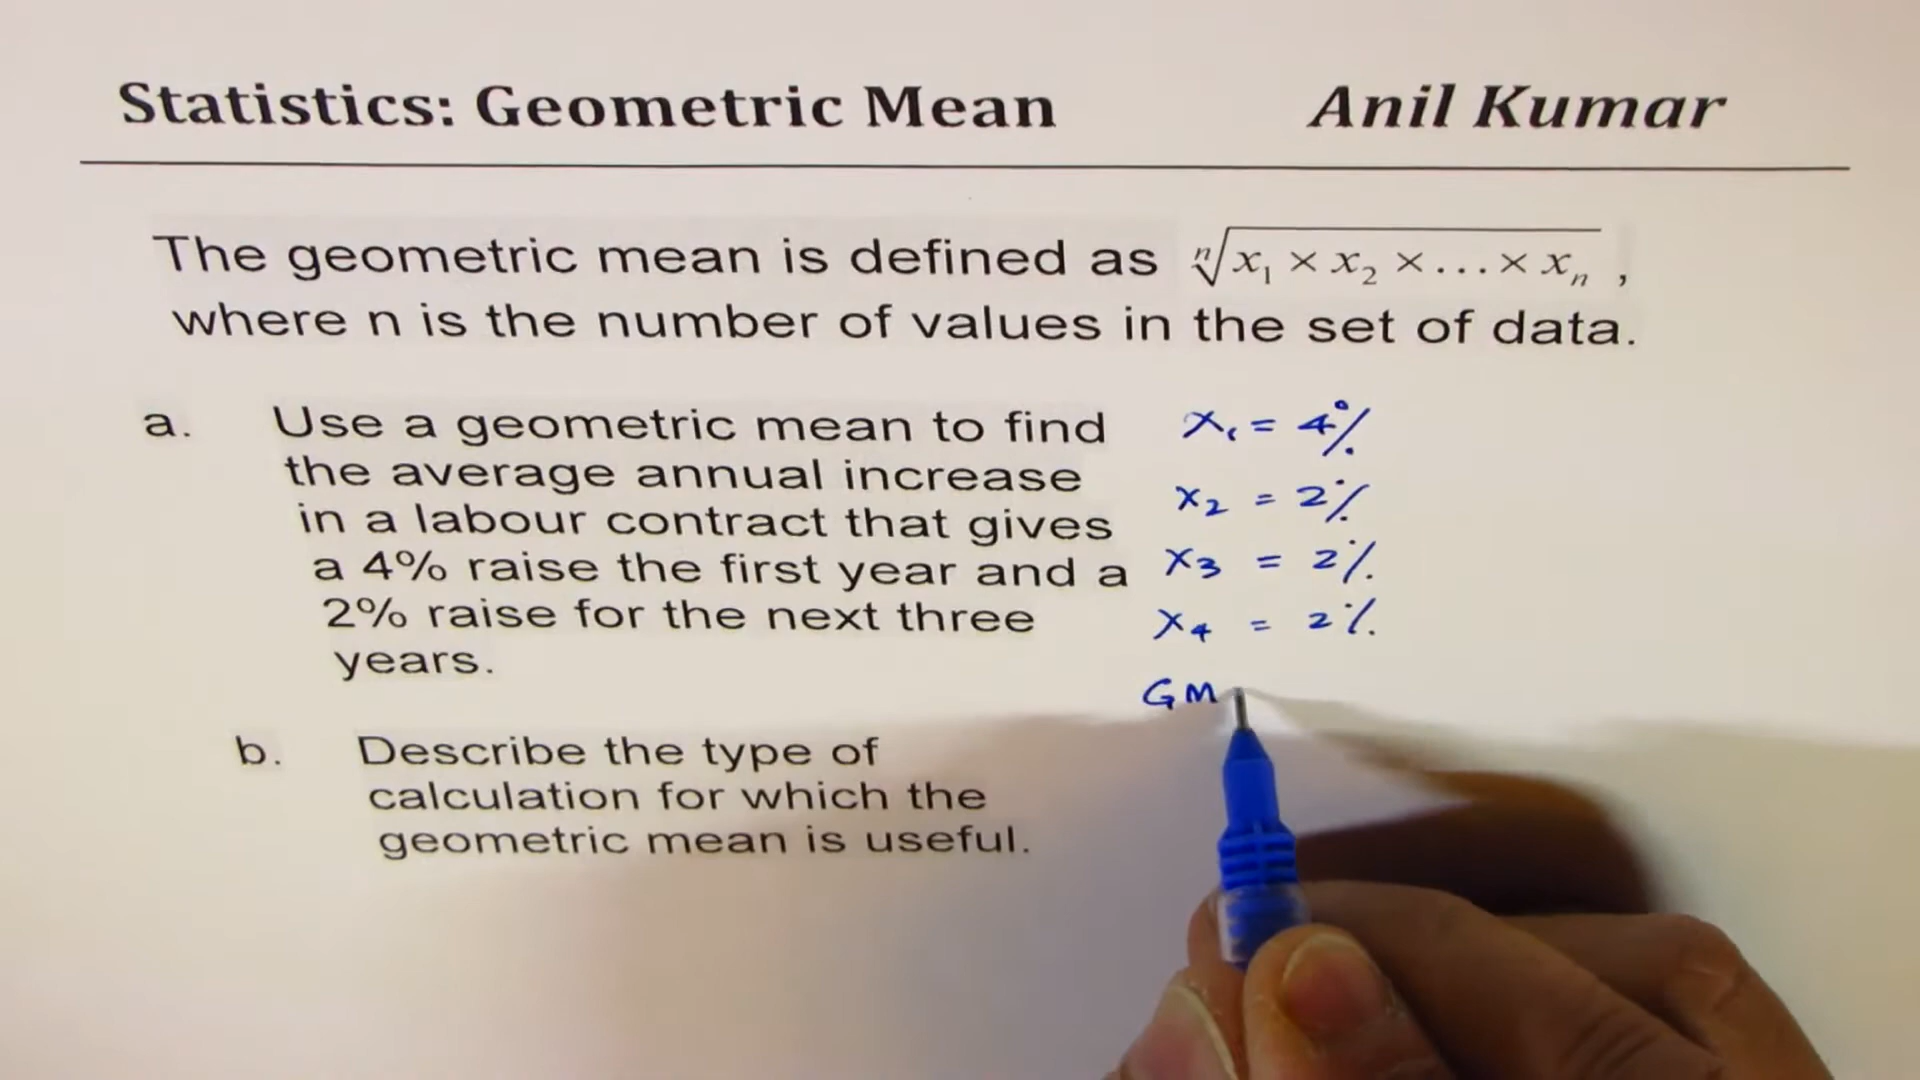 Statistics: Geometric Mean Anil Kumar
The geometric mean is defined as ⁿ√(x₁ × x₂ × ... × xₙ) ,
where n is the number of values in the set of data.
a. Use a geometric mean to find
the average annual increase
in a labour contract that gives
a 4% raise the first year and a
2% raise for the next three
years.
x₁ = 4%
x₂ = 2%
x₃ = 2%
x₄ = 2%
GM
b. Describe the type of
calculation for which the
geometric mean is useful.